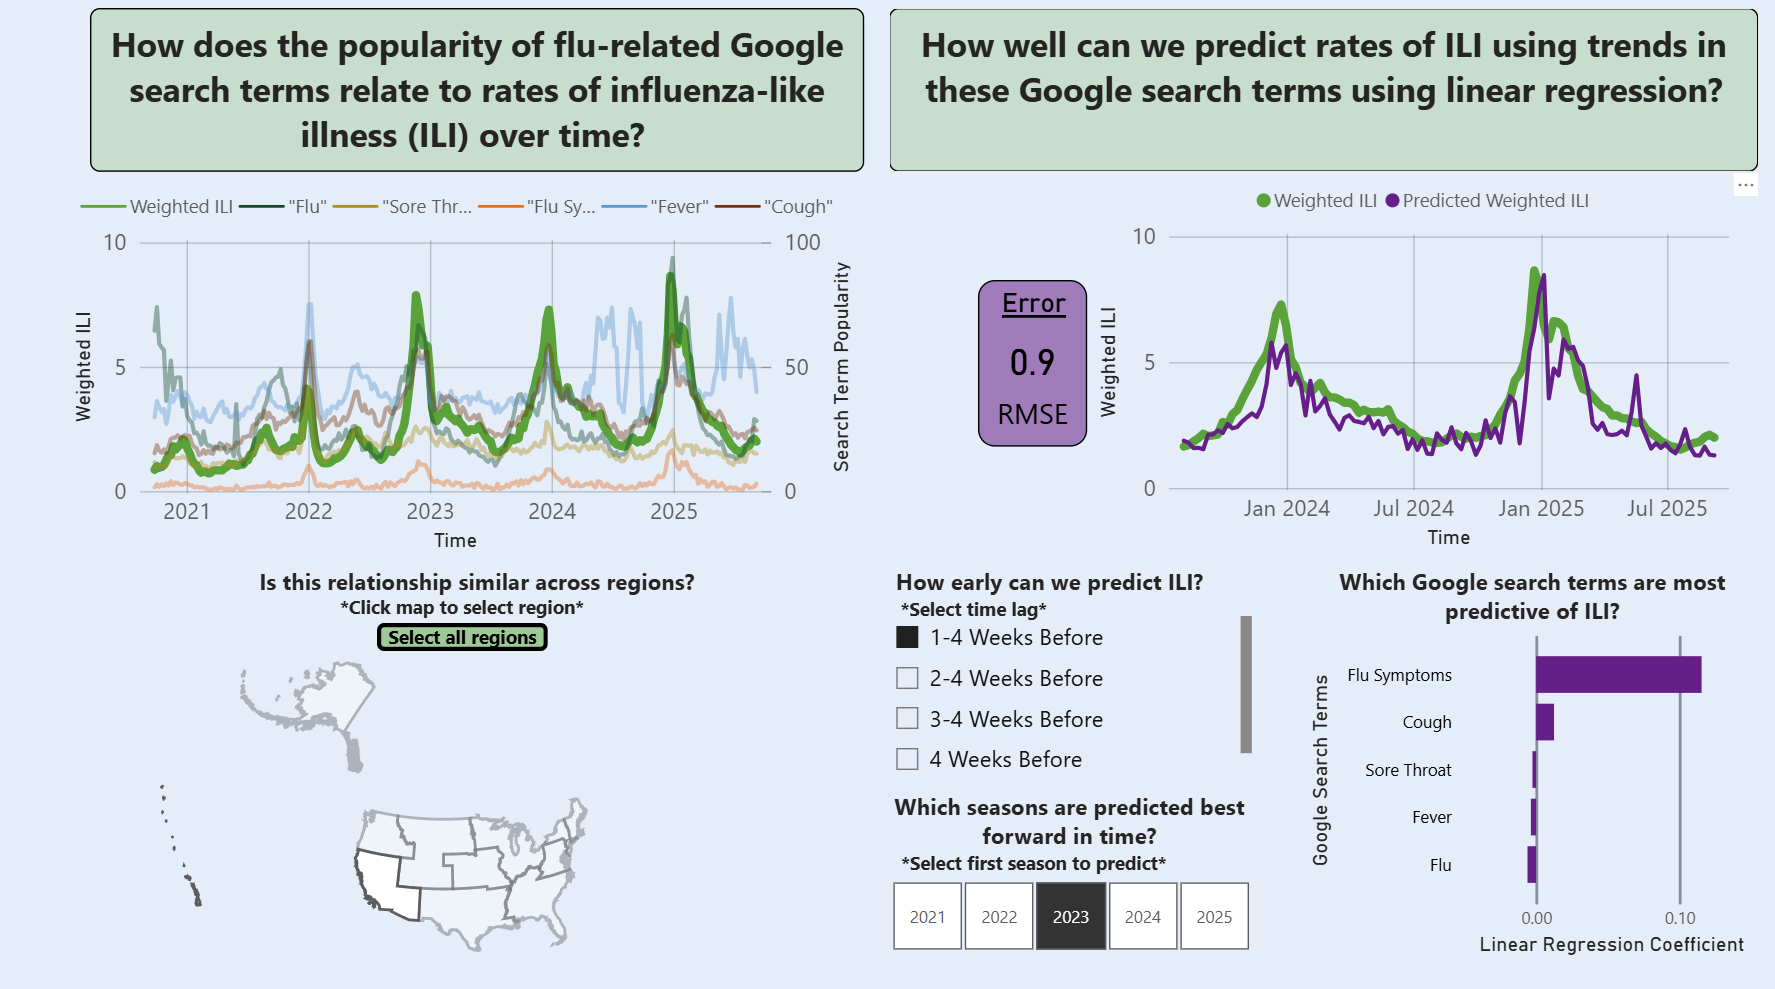 How does the popularity of flu-related Google
search terms relate to rates of influenza-like
illness (ILI) over time?
Weighted ILI "Flu" "Sore Thr... "Flu Sy... "Fever" "Cough"
10
5
0
100
50
0
Weighted ILI
Search Term Popularity
2021 2022 2023 2024 2025
Time
Is this relationship similar across regions?
*Click map to select region*
Select all regions
How well can we predict rates of ILI using trends in
these Google search terms using linear regression?
...
Weighted ILI Predicted Weighted ILI
Error
0.9
RMSE
Weighted ILI
10
5
0
Jan 2024 Jul 2024 Jan 2025 Jul 2025
Time
How early can we predict ILI?
*Select time lag*
1-4 Weeks Before
2-4 Weeks Before
3-4 Weeks Before
4 Weeks Before
Which seasons are predicted best
forward in time?
*Select first season to predict*
2021 2022 2023 2024 2025
Which Google search terms are most
predictive of ILI?
Google Search Terms
Flu Symptoms
Cough
Sore Throat
Fever
Flu
0.00 0.10
Linear Regression Coefficient